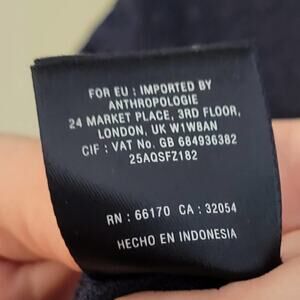 FOR EU : IMPORTED BY
ANTHROPOLOGIE
24 MARKET PLACE, 3RD FLOOR,
LONDON, UK W1W8AN
CIF : VAT No. GB 684936382
25AQSFZ182
RN : 66170 CA : 32054
HECHO EN INDONESIA